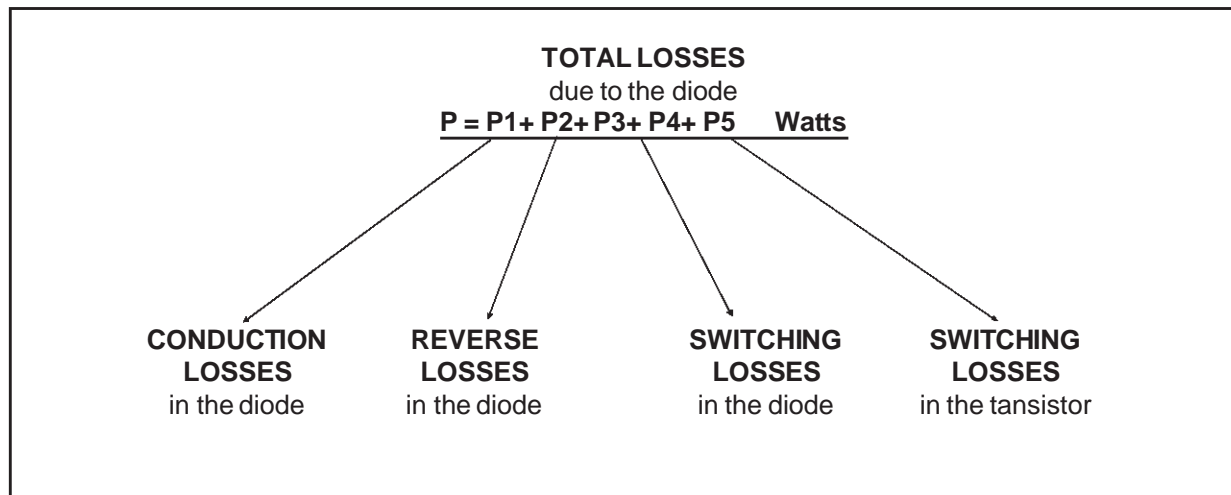 TOTAL LOSSES
due to the diode
P = P1+ P2+ P3+ P4+ P5 Watts
CONDUCTION REVERSE SWITCHING SWITCHING
LOSSES LOSSES LOSSES LOSSES
in the diode in the diode in the diode in the tansistor